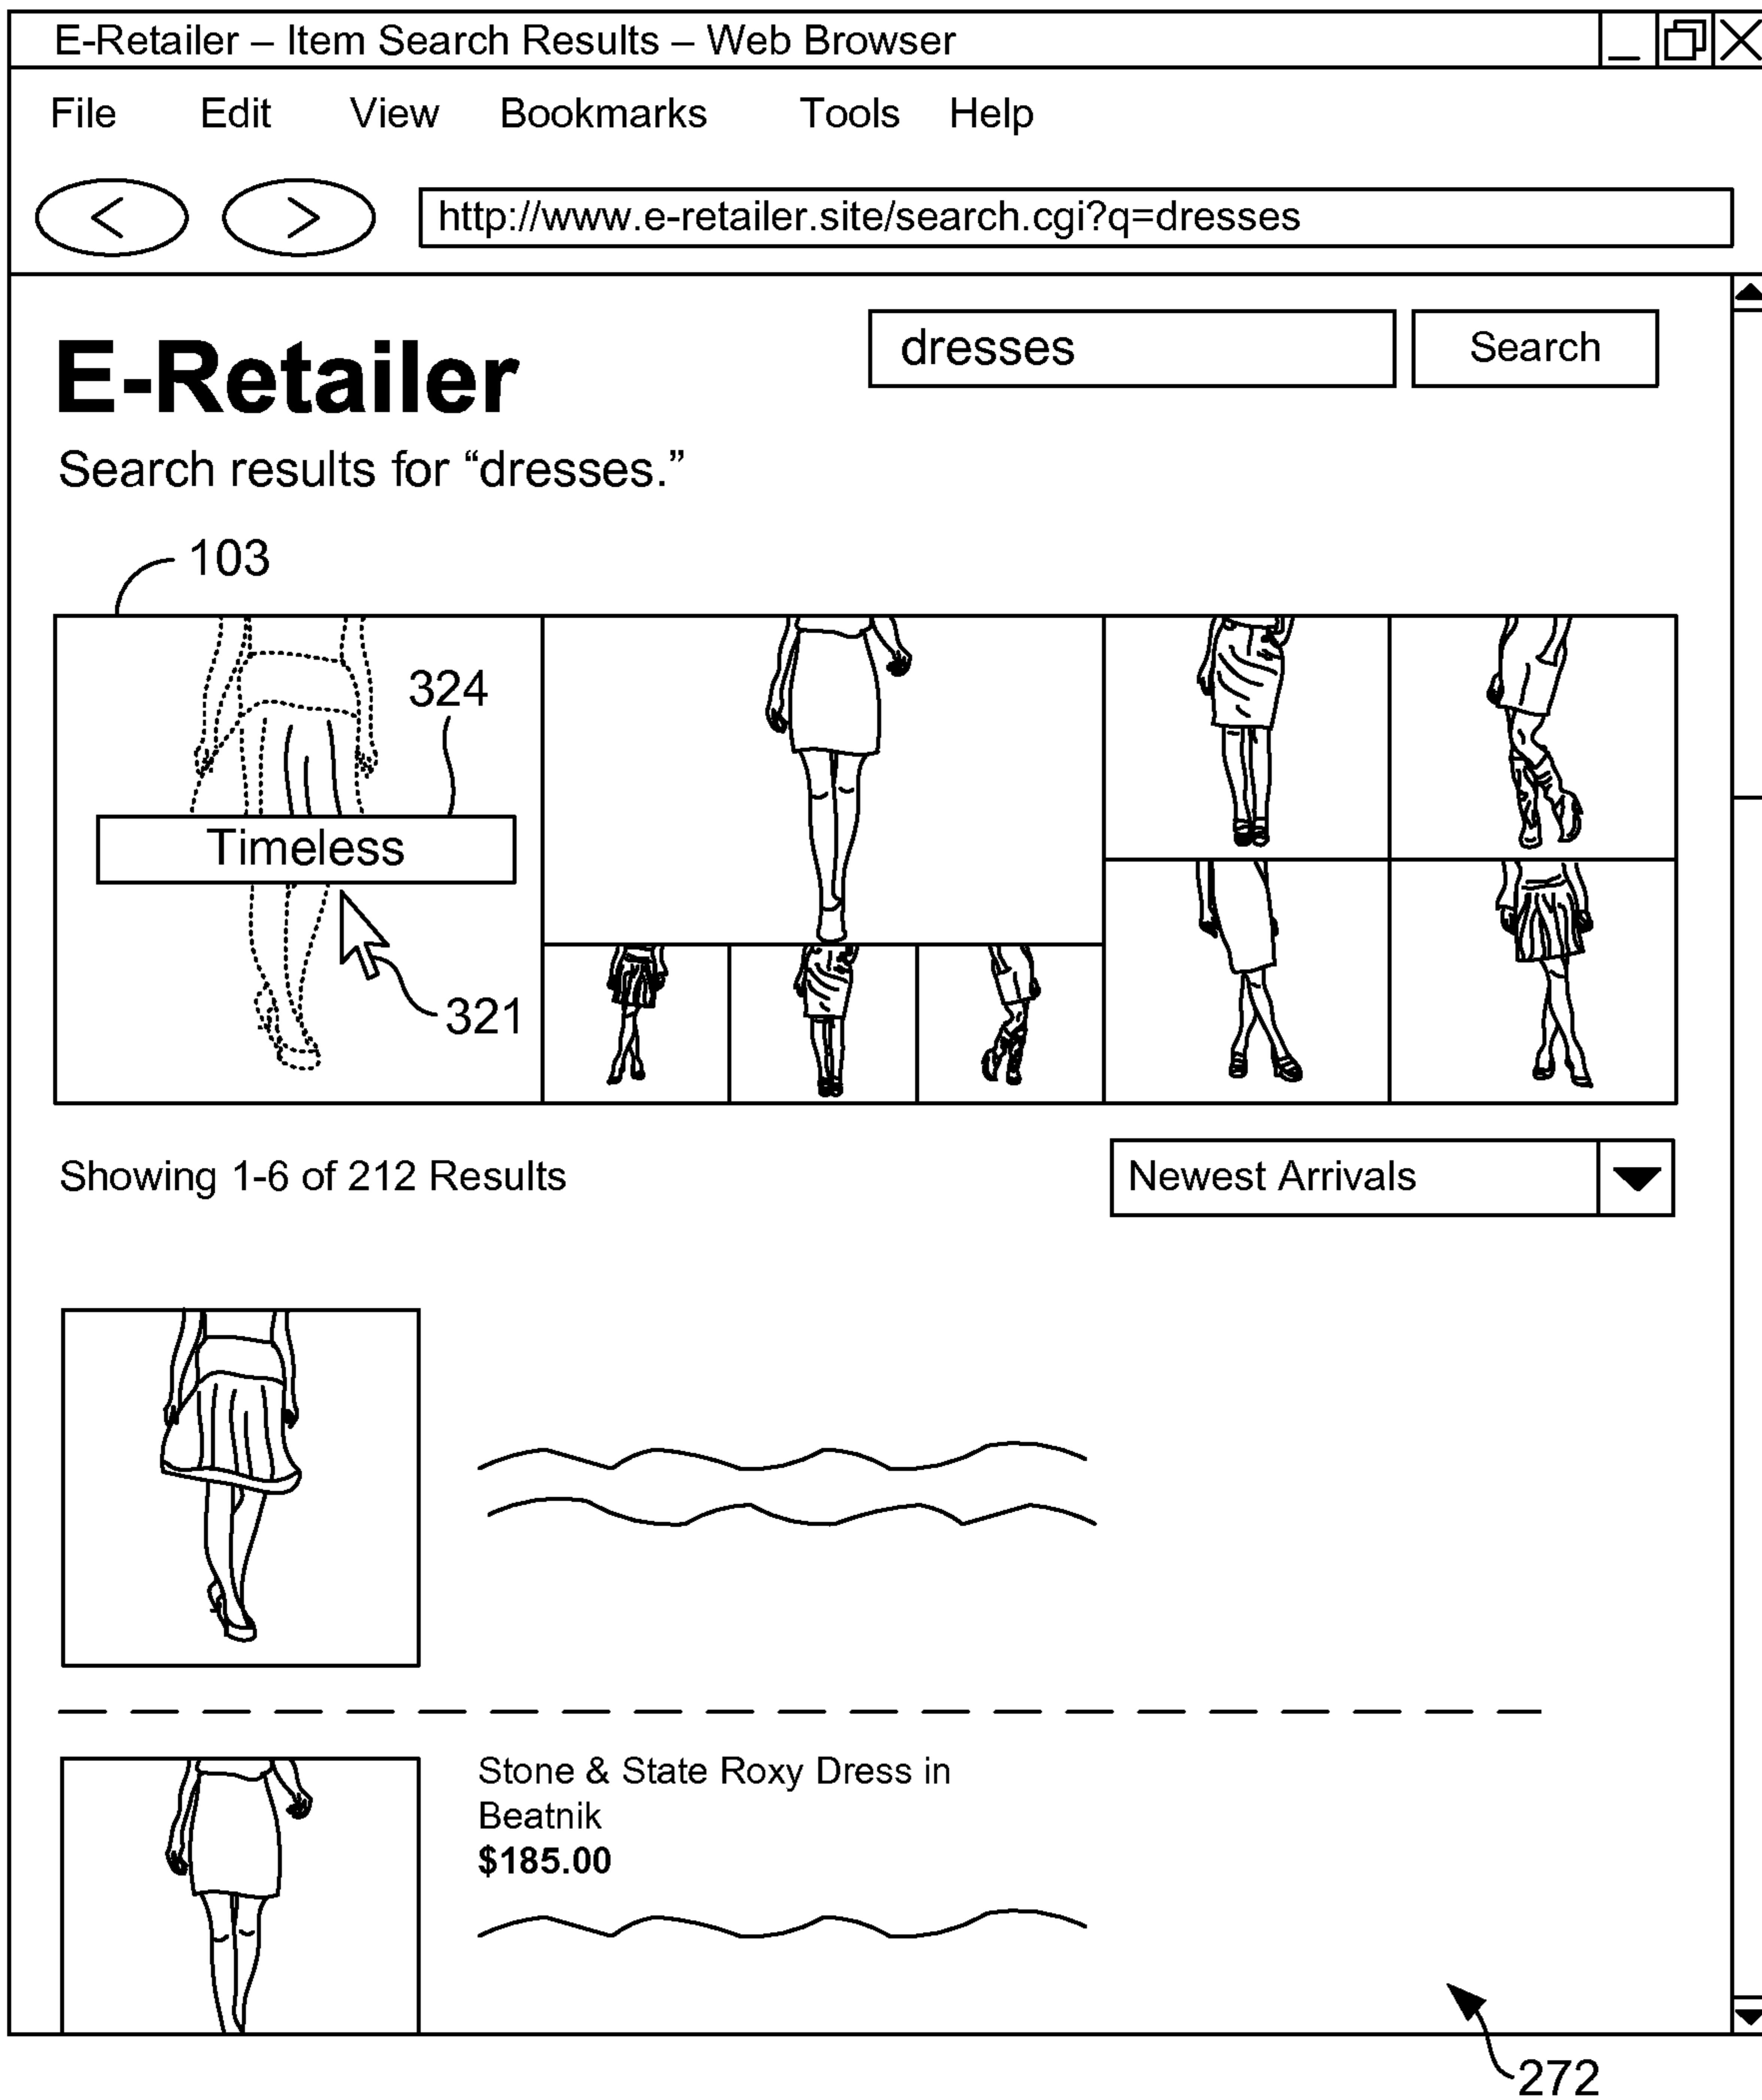 E-Retailer – Item Search Results – Web Browser
File Edit View Bookmarks Tools Help
http://www.e-retailer.site/search.cgi?q=dresses
E-Retailer
dresses
Search
Search results for “dresses.”
103
324
Timeless
321
Showing 1-6 of 212 Results
Newest Arrivals
Stone & State Roxy Dress in
Beatnik
$185.00
272